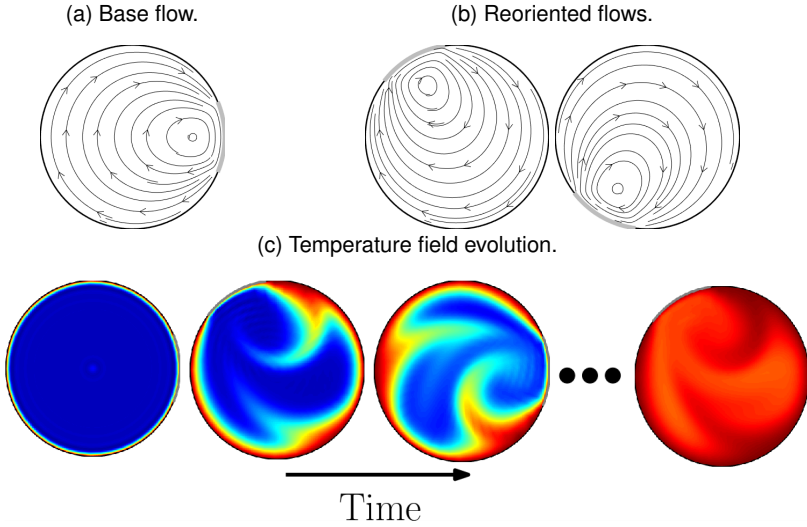 (a) Base flow.
(b) Reoriented flows.
(c) Temperature field evolution.
Time